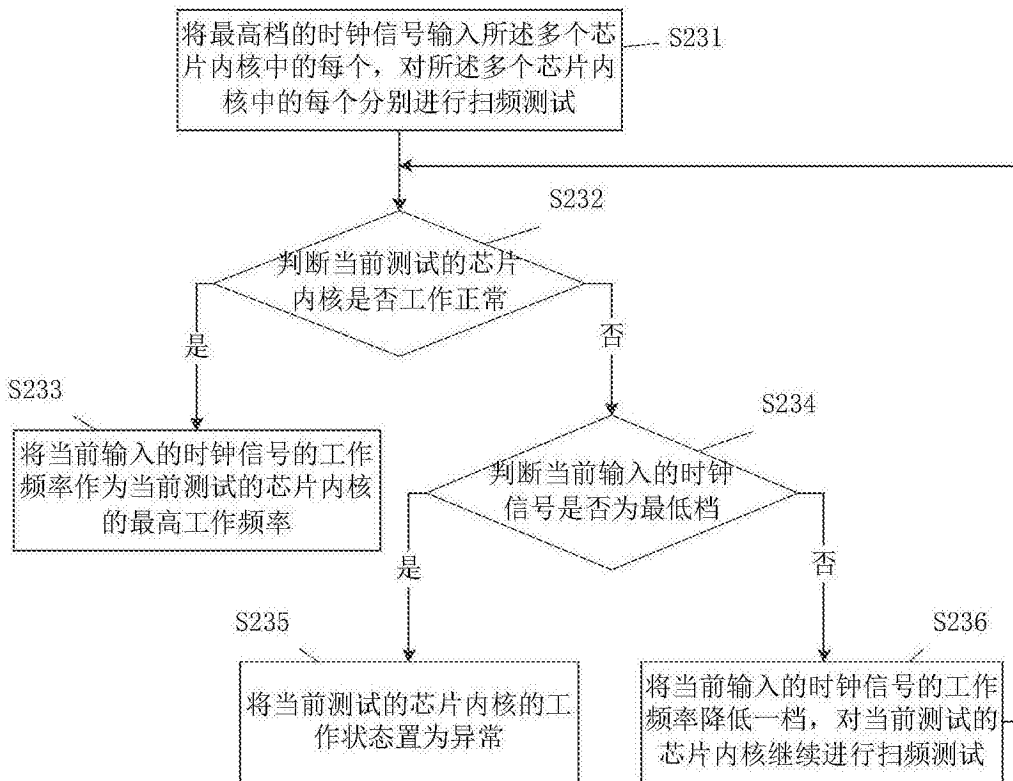 将最高档的时钟信号输入所述多个芯
片内核中的每个，对所述多个芯片内
核中的每个分别进行扫频测试
S231
S232
判断当前测试的芯片
内核是否工作正常
是
否
S233
将当前输入的时钟信号的工作
频率作为当前测试的芯片内核
的最高工作频率
S234
判断当前输入的时钟
信号是否为最低档
是
否
S235
将当前测试的芯片内核的工
作状态置为异常
S236
将当前输入的时钟信号的工作
频率降低一档，对当前测试的
芯片内核继续进行扫频测试